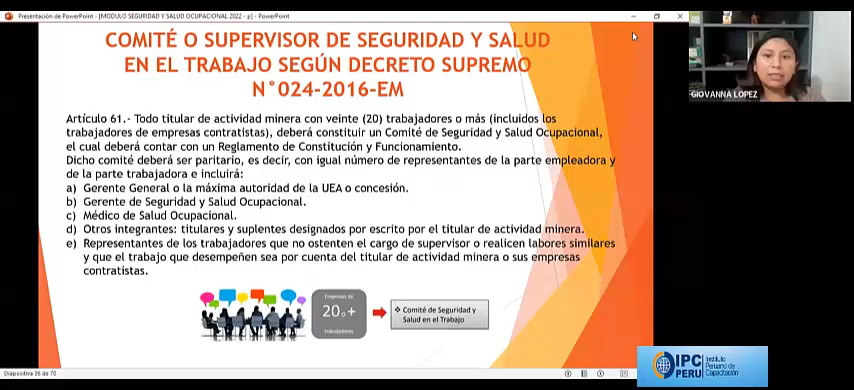 Presentación de PowerPoint - [MODULO SEGURIDAD Y SALUD OCUPACIONAL 2022 - p] - PowerPoint
COMITÉ O SUPERVISOR DE SEGURIDAD Y SALUD
EN EL TRABAJO SEGÚN DECRETO SUPREMO
N°024-2016-EM
GIOVANNA LOPEZ
Artículo 61.- Todo titular de actividad minera con veinte (20) trabajadores o más (incluidos los
trabajadores de empresas contratistas), deberá constituir un Comité de Seguridad y Salud Ocupacional,
el cual deberá contar con un Reglamento de Constitución y Funcionamiento.
Dicho comité deberá ser paritario, es decir, con igual número de representantes de la parte empleadora y
de la parte trabajadora e incluirá:
a) Gerente General o la máxima autoridad de la UEA o concesión.
b) Gerente de Seguridad y Salud Ocupacional.
c) Médico de Salud Ocupacional.
d) Otros integrantes: titulares y suplentes designados por escrito por el titular de actividad minera.
e) Representantes de los trabajadores que no ostenten el cargo de supervisor o realicen labores similares
y que el trabajo que desempeñen sea por cuenta del titular de actividad minera o sus empresas
contratistas.
Empresas de
20 o +
trabajadores
❖ Comité de Seguridad y
Salud en el Trabajo
IPC
PERU
Instituto
Peruano de
Capacitación
Diapositiva 36 de 70